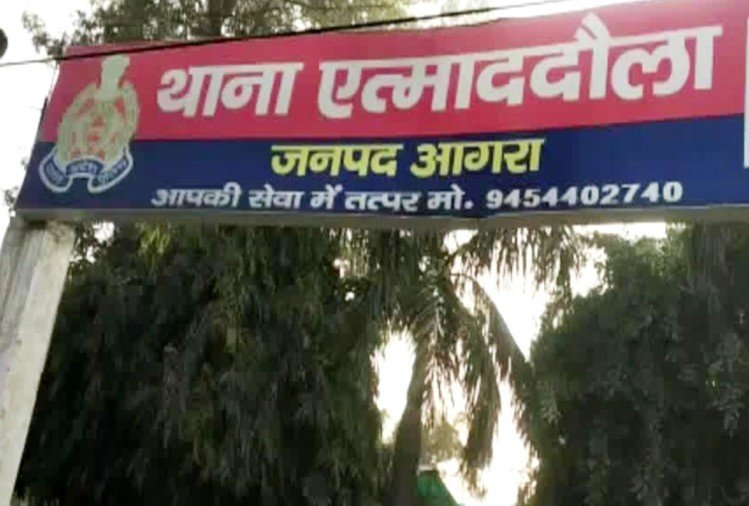 थाना एत्माददौला
जनपद आगरा
आपकी सेवा में तत्पर मो. 9454402740